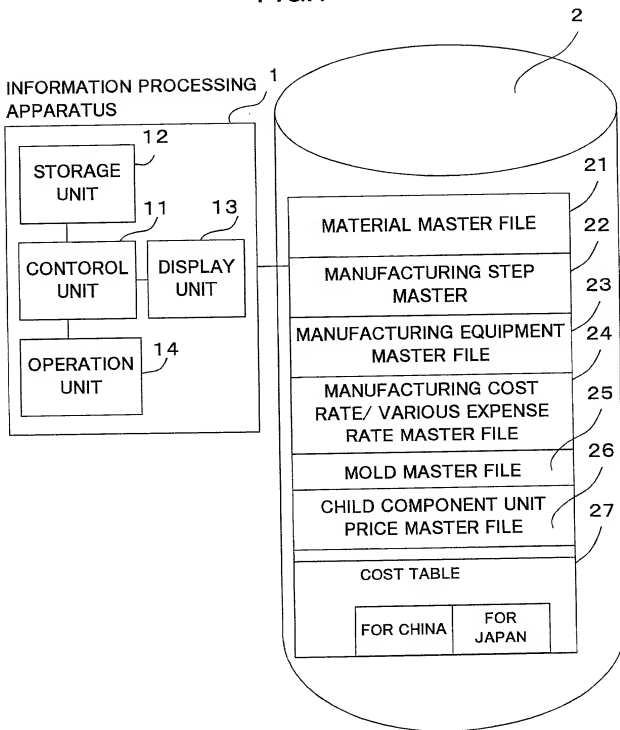 2
INFORMATION PROCESSING
APPARATUS
1
12
STORAGE
UNIT
11
CONTOROL
UNIT
13
DISPLAY
UNIT
14
OPERATION
UNIT
21
MATERIAL MASTER FILE
22
MANUFACTURING STEP
MASTER
23
MANUFACTURING EQUIPMENT
MASTER FILE
24
MANUFACTURING COST
RATE/ VARIOUS EXPENSE
RATE MASTER FILE
25
MOLD MASTER FILE
26
CHILD COMPONENT UNIT
PRICE MASTER FILE
27
COST TABLE
FOR CHINA
FOR
JAPAN